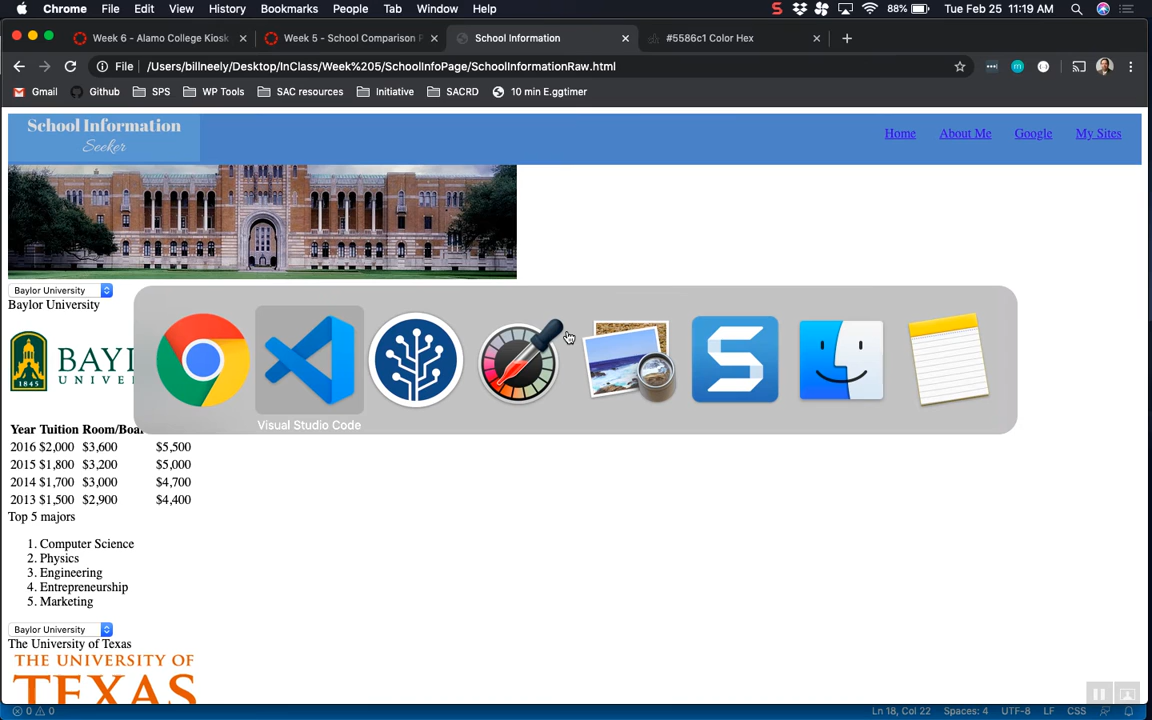 Chrome File Edit View History Bookmarks People Tab Window Help 88% Tue Feb 25 11:19 AM
Week 6 - Alamo College Kiosk Week 5 - School Comparison P School Information #5586c1 Color Hex
File /Users/billneely/Desktop/InClass/Week%205/SchoolInfoPage/SchoolInformationRaw.html
Gmail Github SPS WP Tools SAC resources Initiative SACRD 10 min E.ggtimer
School Information
Seeker
Home About Me Google My Sites
Baylor University
Baylor University
1845
BAYL
UNIVER
Visual Studio Code
Year Tuition Room/Boar
2016 $2,000 $3,600 $5,500
2015 $1,800 $3,200 $5,000
2014 $1,700 $3,000 $4,700
2013 $1,500 $2,900 $4,400
Top 5 majors
1. Computer Science
2. Physics
3. Engineering
4. Entrepreneurship
5. Marketing
Baylor University
The University of Texas
THE UNIVERSITY OF
TEXAS
0 0 Ln 18, Col 22 Spaces: 4 UTF-8 LF CSS